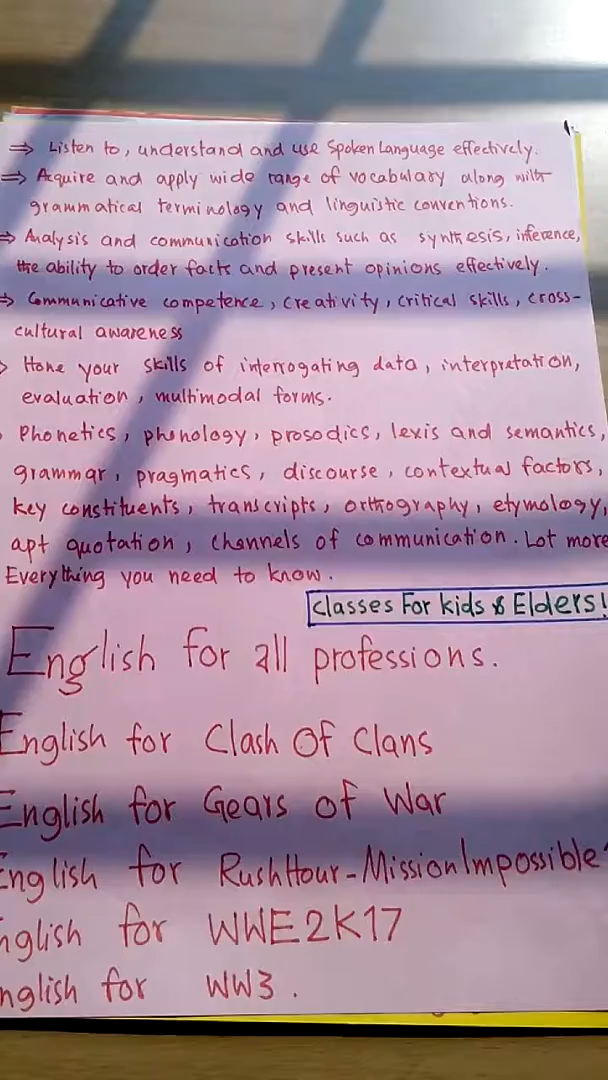 ⇒ Listen to, understand and use Spoken Language effectively.
⇒ Acquire and apply wide range of vocabulary along with
grammatical terminology and linguistic conventions.
⇒ Analysis and communication skills such as synthesis, inference,
the ability to order facts and present opinions effectively.
⇒ Communicative competence, creativity, critical skills, cross-
cultural awareness
Hone your skills of interrogating data, interpretation,
evaluation, multimodal forms.
Phonetics, phonology, prosodics, lexis and semantics,
grammar, pragmatics, discourse, contextual factors,
key constituents, transcripts, orthography, etymology,
apt quotation, channels of communication. Lot more
Everything you need to know.
Classes For kids & Elders!
English for all professions.
English for Clash Of Clans
English for Gears of War
English for RushHour-MissionImpossible
nglish for WWE2K17
nglish for WW3.